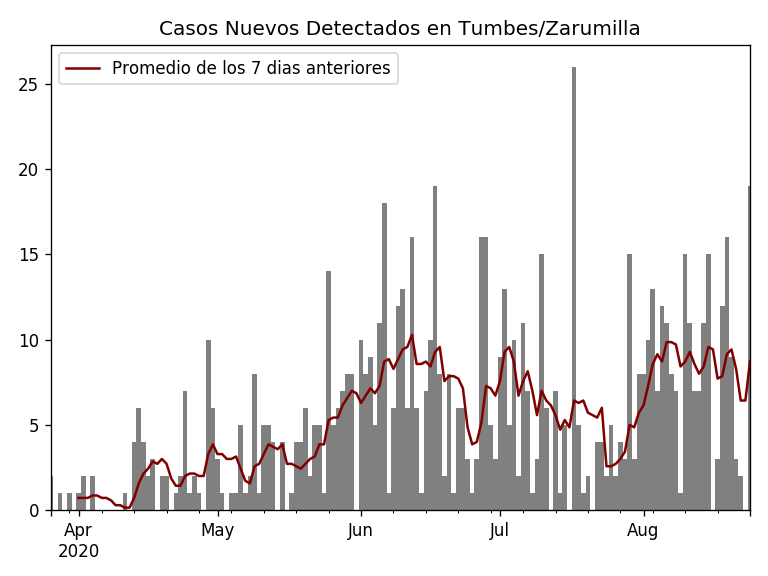 Casos Nuevos Detectados en Tumbes/Zarumilla
Promedio de los 7 dias anteriores
25
20
15
10
5
0
Apr May Jun Jul Aug
2020